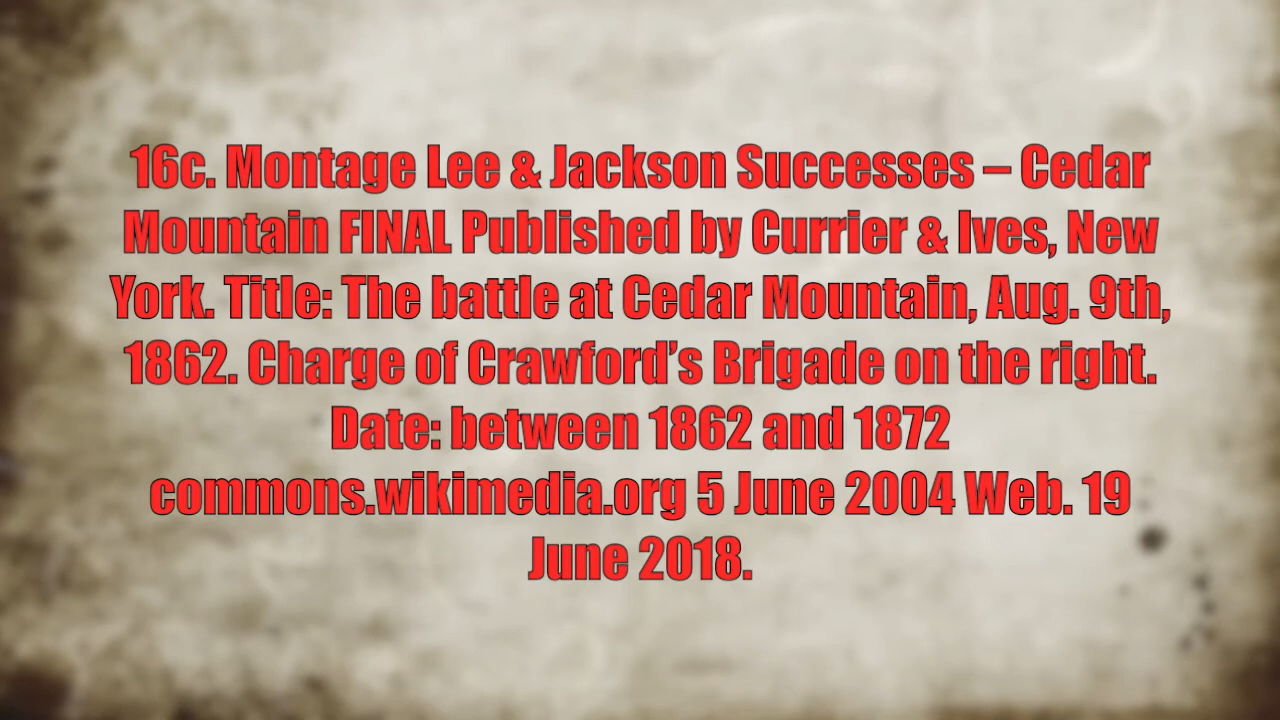 16c. Montage Lee & Jackson Successes – Cedar
Mountain FINAL Published by Currier & Ives, New
York. Title: The battle at Cedar Mountain, Aug. 9th,
1862. Charge of Crawford’s Brigade on the right.
Date: between 1862 and 1872
commons.wikimedia.org 5 June 2004 Web. 19
June 2018.